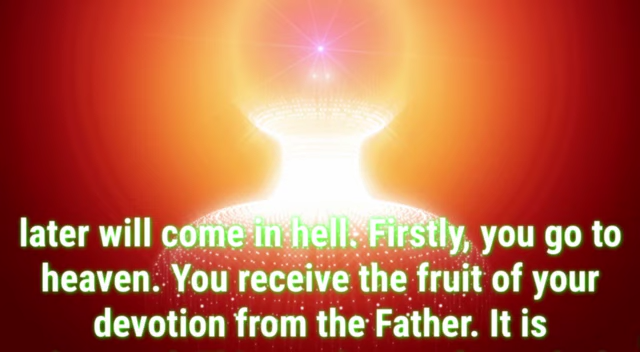 later will come in hell. Firstly, you go to
heaven. You receive the fruit of your
devotion from the Father. It is